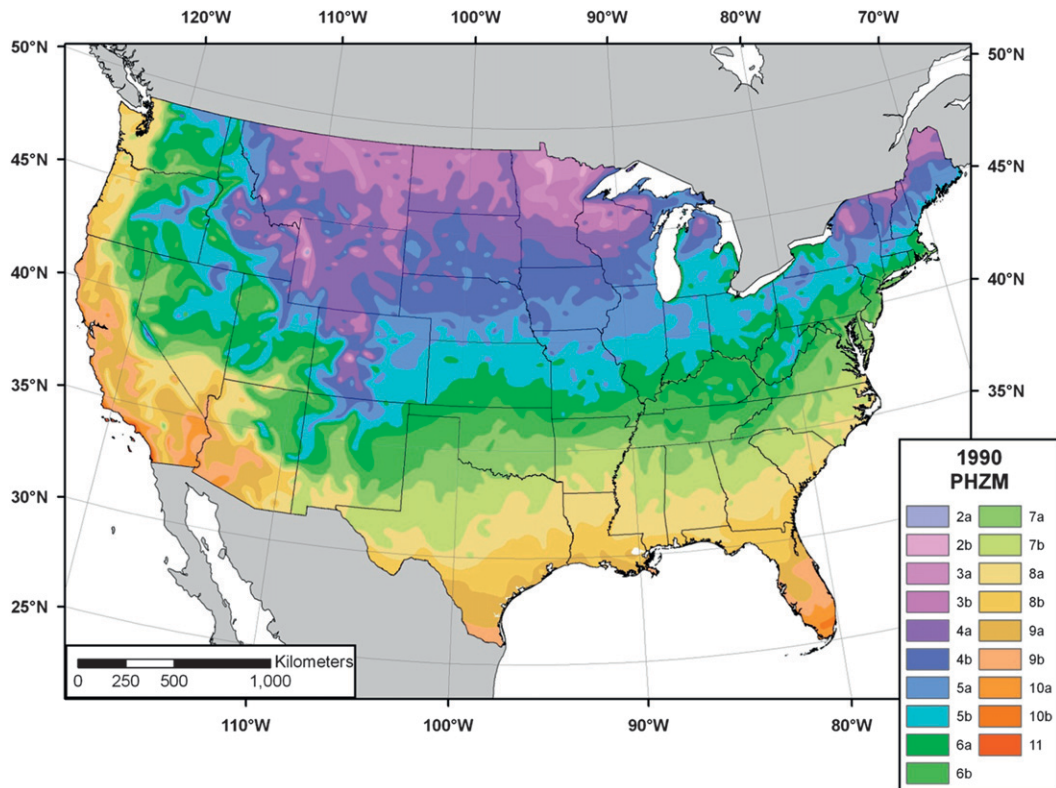 120°W 110°W 100°W 90°W 80°W 70°W
50°N 50°N
45°N 45°N
40°N 40°N
35°N 35°N
30°N
25°N
1990
PHZM
2a 7a
2b 7b
3a 8a
3b 8b
4a 9a
4b 9b
5a 10a
5b 10b
6a 11
6b
Kilometers
0 250 500 1,000
110°W 100°W 90°W 80°W